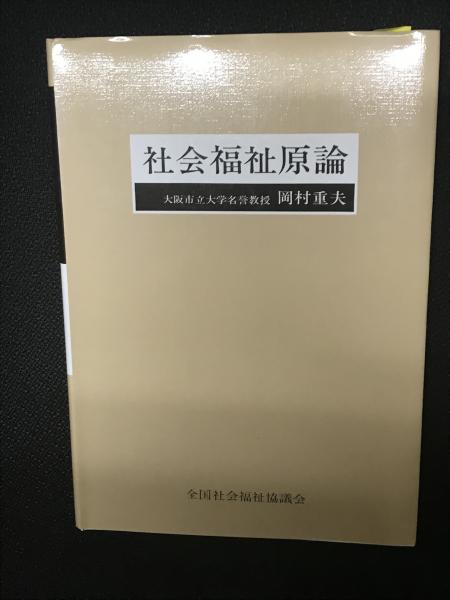 社会福祉原論
大阪市立大学名誉教授 岡村重夫
全国社会福祉協議会